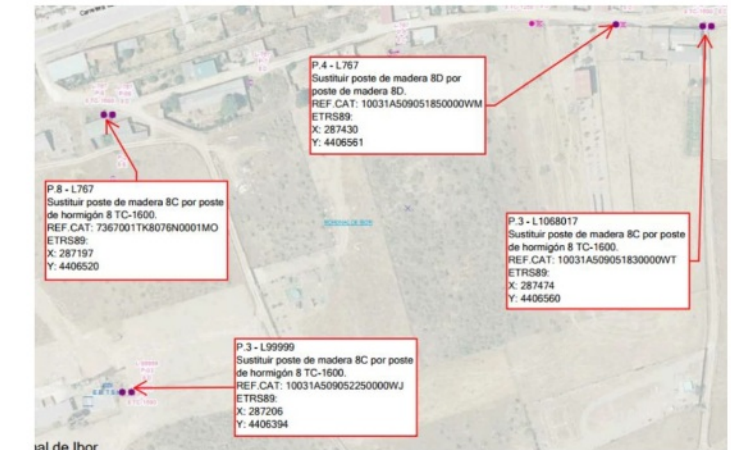 P.4 - L767
Sustituir poste de madera 8D por
poste de madera 8D.
REF.CAT: 10031A509051850000WM
ETRS89:
X: 287430
Y: 4406561
P.8 - L767
Sustituir poste de madera 8C por poste
de hormigón 8 TC-1600.
REF.CAT: 7367001TK8076N0001MO
ETRS89:
X: 287197
Y: 4406520
P.3 - L1068017
Sustituir poste de madera 8C por poste
de hormigón 8 TC-1600.
REF.CAT: 10031A509051830000WT
ETRS89:
X: 287474
Y: 4406560
P.3 - L99999
Sustituir poste de madera 8C por poste
de hormigón 8 TC-1600.
REF.CAT: 10031A509052250000WJ
ETRS89:
X: 287206
Y: 4406394
nal de Ibor